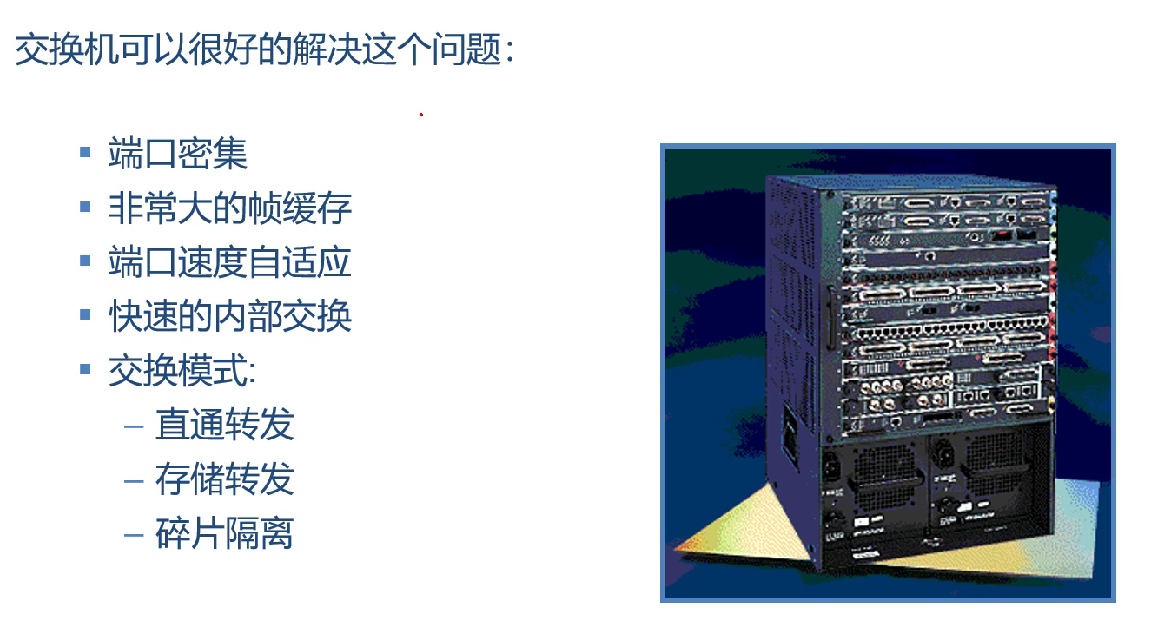 交换机可以很好的解决这个问题：
▪ 端口密集
▪ 非常大的帧缓存
▪ 端口速度自适应
▪ 快速的内部交换
▪ 交换模式:
– 直通转发
– 存储转发
– 碎片隔离